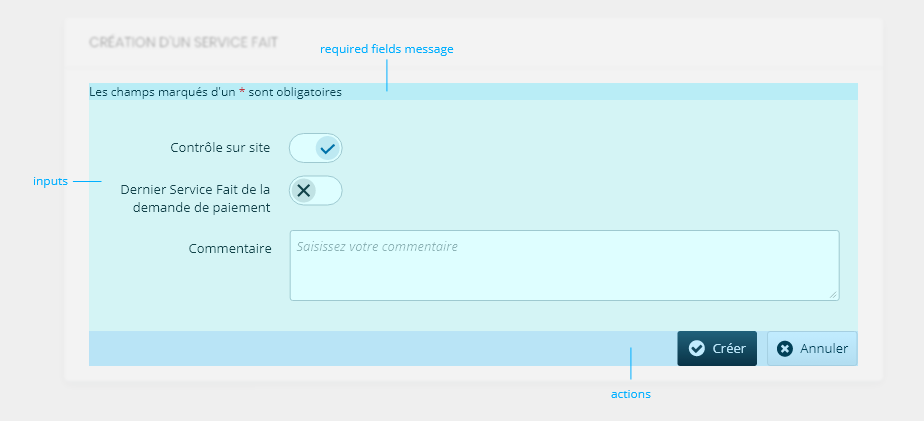 CRÉATION D'UN SERVICE FAIT
required fields message
Les champs marqués d'un * sont obligatoires
Contrôle sur site
inputs
Dernier Service Fait de la
demande de paiement
Commentaire
Saisissez votre commentaire
Créer
Annuler
actions